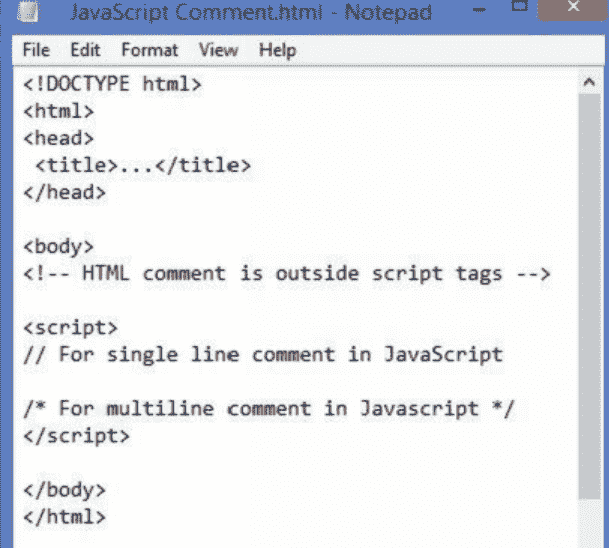 JavaScript Comment.html - Notepad
File Edit Format View Help
<!DOCTYPE html>
<html>
<head>
 <title>...</title>
</head>
<body>
<!-- HTML comment is outside script tags -->
<script>
// For single line comment in JavaScript
/* For multiline comment in Javascript */
</script>
</body>
</html>